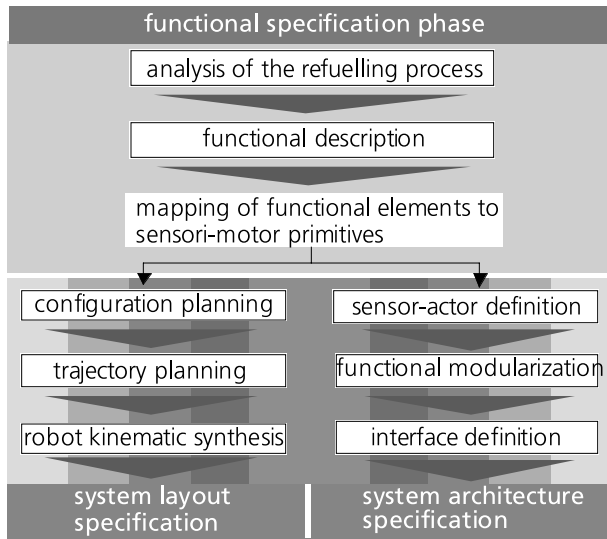 functional specification phase
analysis of the refuelling process
functional description
mapping of functional elements to
sensori-motor primitives
configuration planning
trajectory planning
robot kinematic synthesis
system layout
specification
sensor-actor definition
functional modularization
interface definition
system architecture
specification